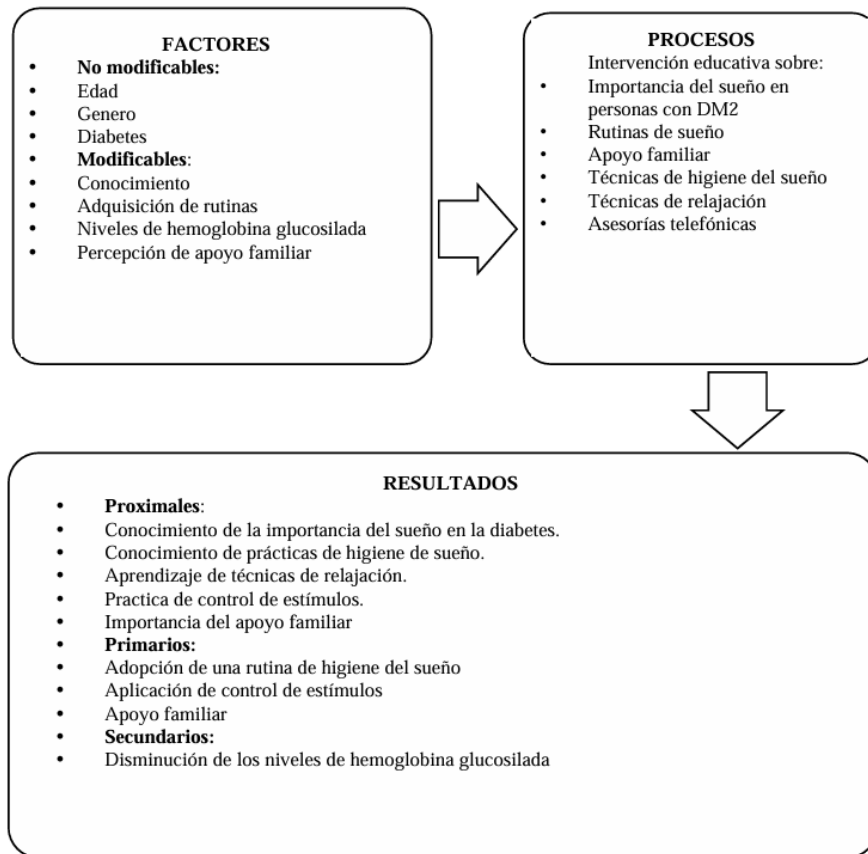 FACTORES
• No modificables:
• Edad
• Genero
• Diabetes
• Modificables:
• Conocimiento
• Adquisición de rutinas
• Niveles de hemoglobina glucosilada
• Percepción de apoyo familiar
PROCESOS
Intervención educativa sobre:
• Importancia del sueño en
personas con DM2
• Rutinas de sueño
• Apoyo familiar
• Técnicas de higiene del sueño
• Técnicas de relajación
• Asesorías telefónicas
RESULTADOS
• Proximales:
• Conocimiento de la importancia del sueño en la diabetes.
• Conocimiento de prácticas de higiene de sueño.
• Aprendizaje de técnicas de relajación.
• Practica de control de estímulos.
• Importancia del apoyo familiar
• Primarios:
• Adopción de una rutina de higiene del sueño
• Aplicación de control de estímulos
• Apoyo familiar
• Secundarios:
• Disminución de los niveles de hemoglobina glucosilada